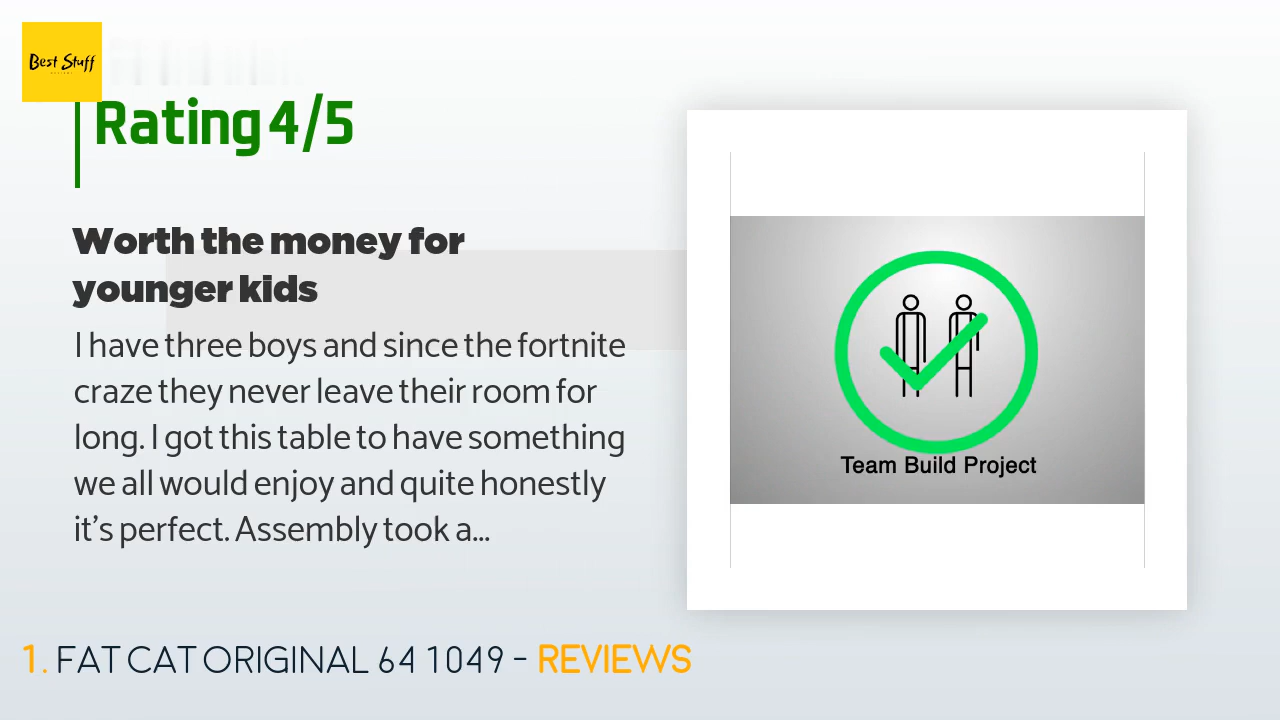 Best Stuff
Rating 4/5
Worth the money for
younger kids
I have three boys and since the fortnite
craze they never leave their room for
long. I got this table to have something
we all would enjoy and quite honestly
it's perfect. Assembly took a...
Team Build Project
1. FAT CAT ORIGINAL 64 1049 - REVIEWS